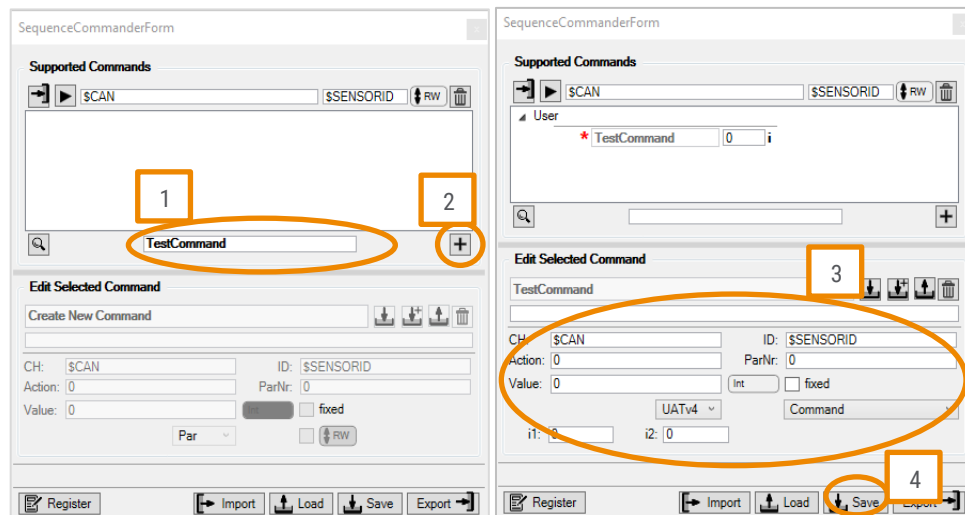 SequenceCommanderForm
Supported Commands
$CAN $SENSORID RW
1
2
TestCommand
Edit Selected Command
Create New Command
CH: $CAN ID: $SENSORID
Action: 0 ParNr: 0
Value: 0 Int fixed
Par RW
Register Import Load Save Export
SequenceCommanderForm
Supported Commands
$CAN $SENSORID RW
User
* TestCommand 0 i
Edit Selected Command
3
TestCommand
CH: $CAN ID: $SENSORID
Action: 0 ParNr: 0
Value: 0 Int fixed
UATv4 Command
i1: 0 i2: 0
4
Register Import Load Save Export